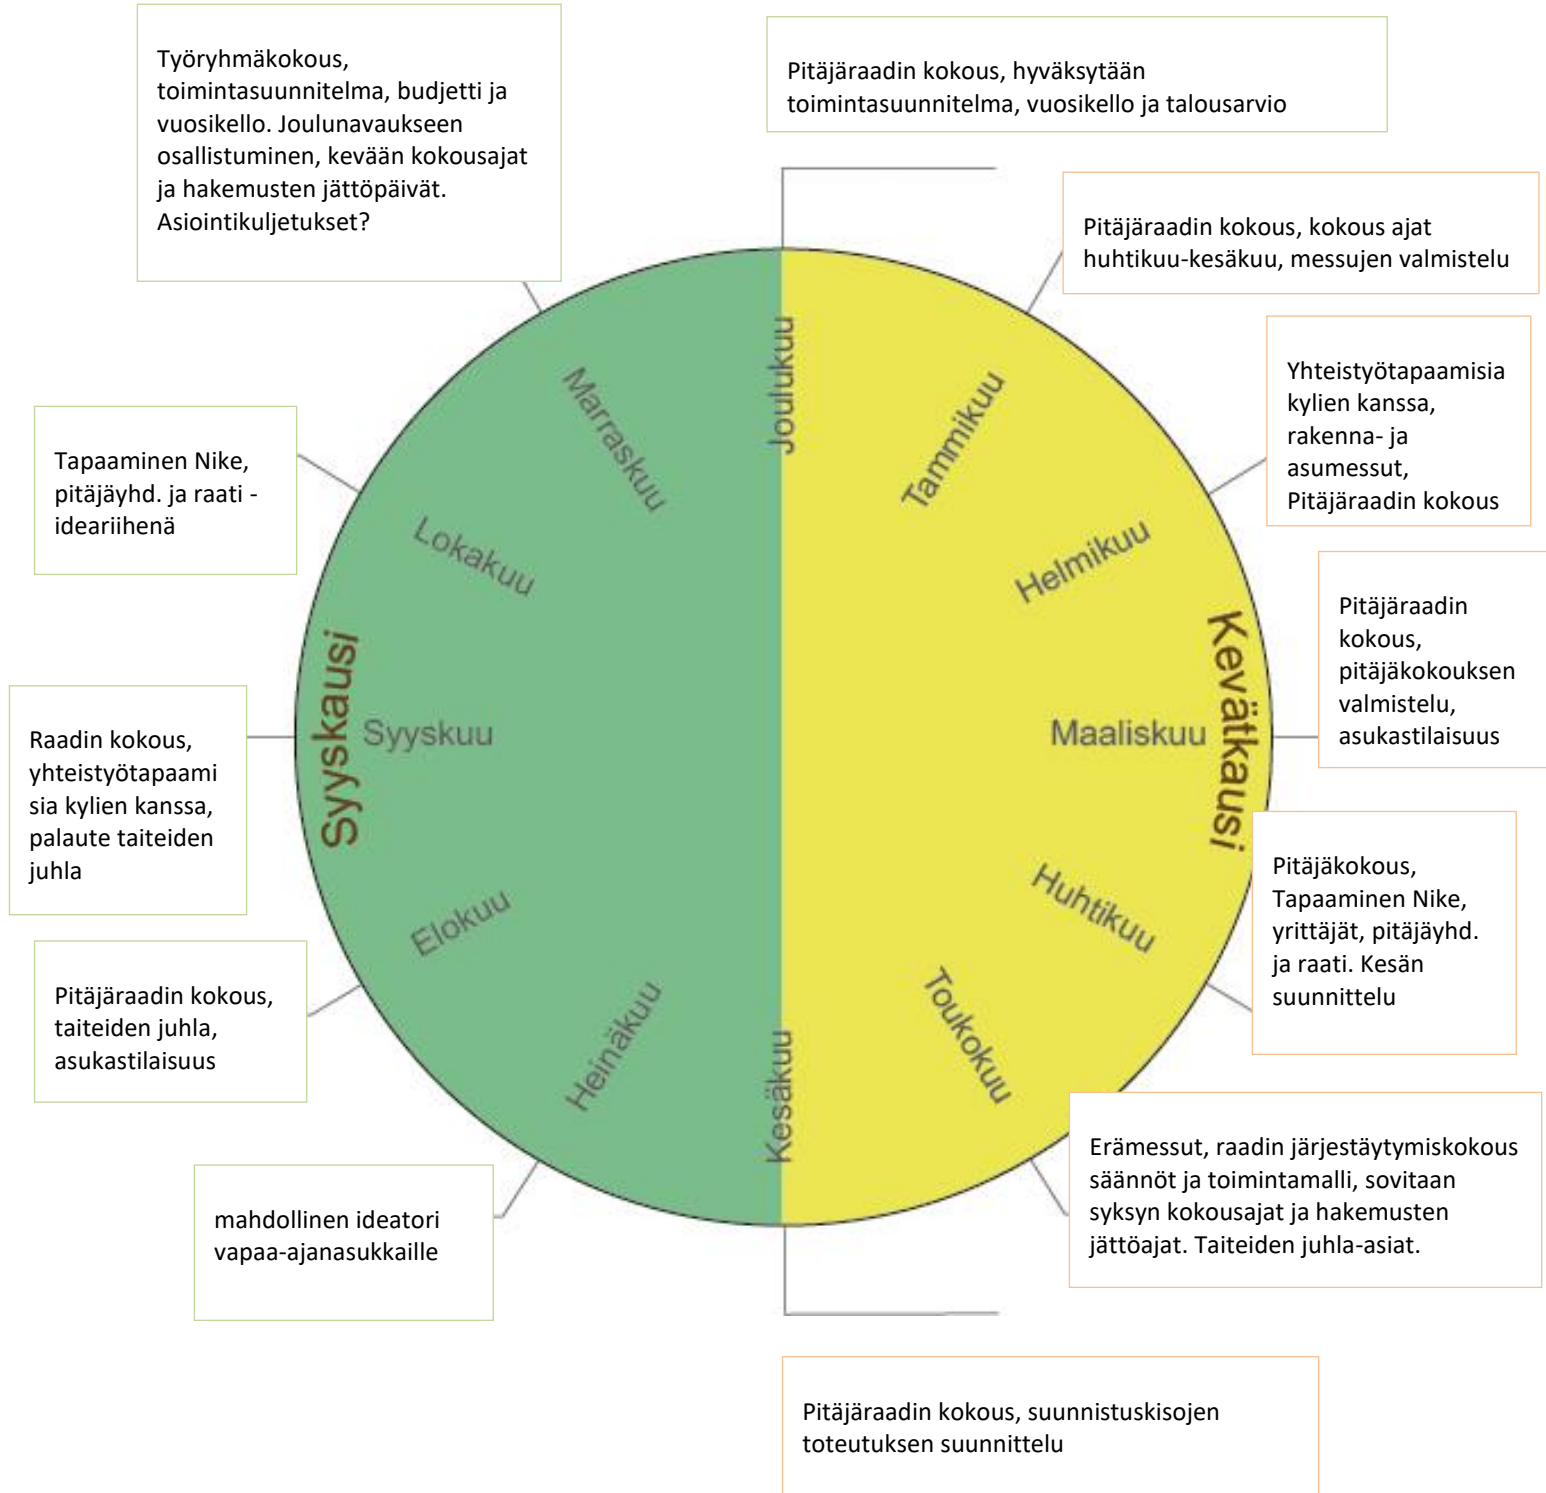 Työryhmäkokous,
toimintasuunnitelma, budjetti ja
vuosikello. Joulunavaukseen
osallistuminen, kevään kokousajat
ja hakemusten jättöpäivät.
Asiointikuljetukset?
Pitäjäraadin kokous, hyväksytään
toimintasuunnitelma, vuosikello ja talousarvio
Pitäjäraadin kokous, kokous ajat
huhtikuu-kesäkuu, messujen valmistelu
Yhteistyötapaamisia
kylien kanssa,
rakenna- ja
asumessut,
Pitäjäraadin kokous
Pitäjäraadin
kokous,
pitäjäkokouksen
valmistelu,
asukastilaisuus
Pitäjäkokous,
Tapaaminen Nike,
yrittäjät, pitäjäyhd.
ja raati. Kesän
suunnittelu
Erämessut, raadin järjestäytymiskokous
säännöt ja toimintamalli, sovitaan
syksyn kokousajat ja hakemusten
jättöajat. Taiteiden juhla-asiat.
Pitäjäraadin kokous, suunnistuskisojen
toteutuksen suunnittelu
mahdollinen ideatori
vapaa-ajanasukkaille
Pitäjäraadin kokous,
taiteiden juhla,
asukastilaisuus
Raadin kokous,
yhteistyötapaami
sia kylien kanssa,
palaute taiteiden
juhla
Tapaaminen Nike,
pitäjäyhd. ja raati -
ideariihenä
Joulukuu
Tammikuu
Helmikuu
Maaliskuu
Huhtikuu
Toukokuu
Kesäkuu
Heinäkuu
Elokuu
Syyskuu
Lokakuu
Marraskuu
Kevätkausi
Syyskausi